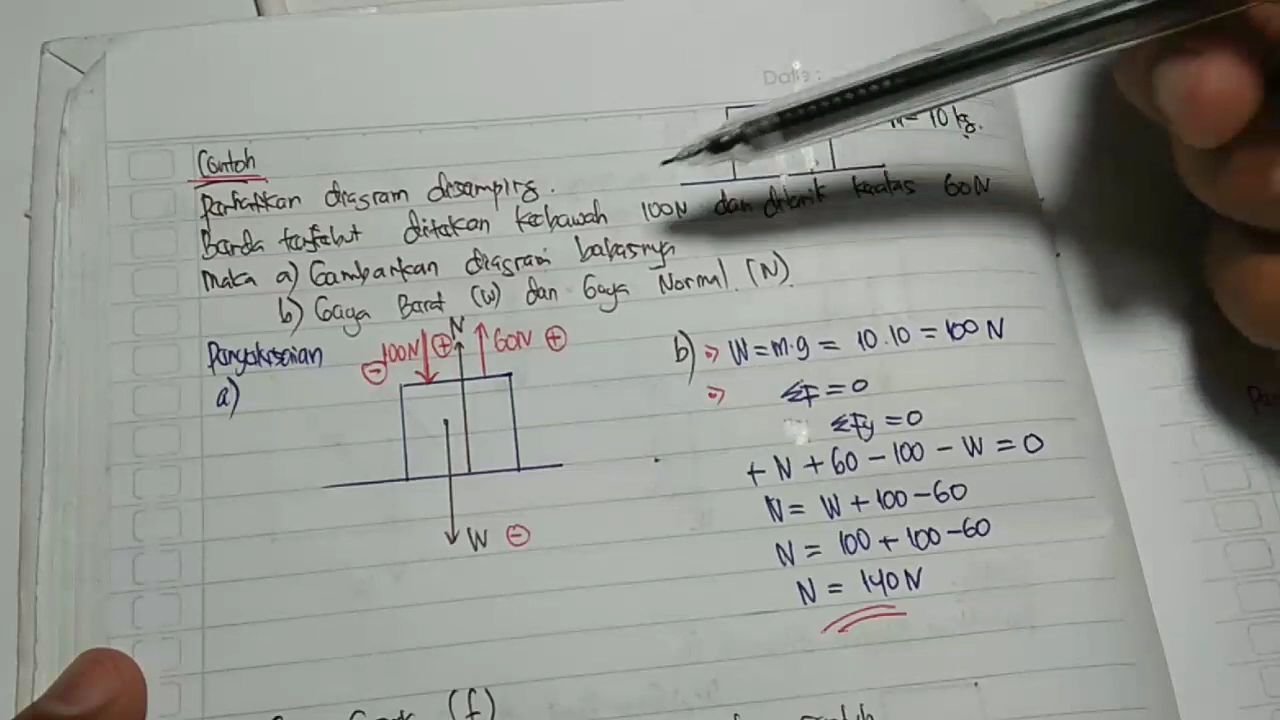 Date:
m = 10 kg.
Contoh
Perhatikan diagram disamping.
Benda tersebut ditekan kebawah 100N dan ditarik keatas 60N
maka a) Gambarkan diagram bebasnya
b) Gaya Berat (W) dan Gaya Normal. (N).
Penyelesaian
a)
⊖ 100N ⊕ N 60N ⊕
W ⊖
b) ⇒ W = m.g = 10.10 = 100 N
⇒ ΣF = 0
ΣFy = 0
+ N + 60 - 100 - W = 0
N = W + 100 - 60
N = 100 + 100 - 60
N = 140 N
(f)